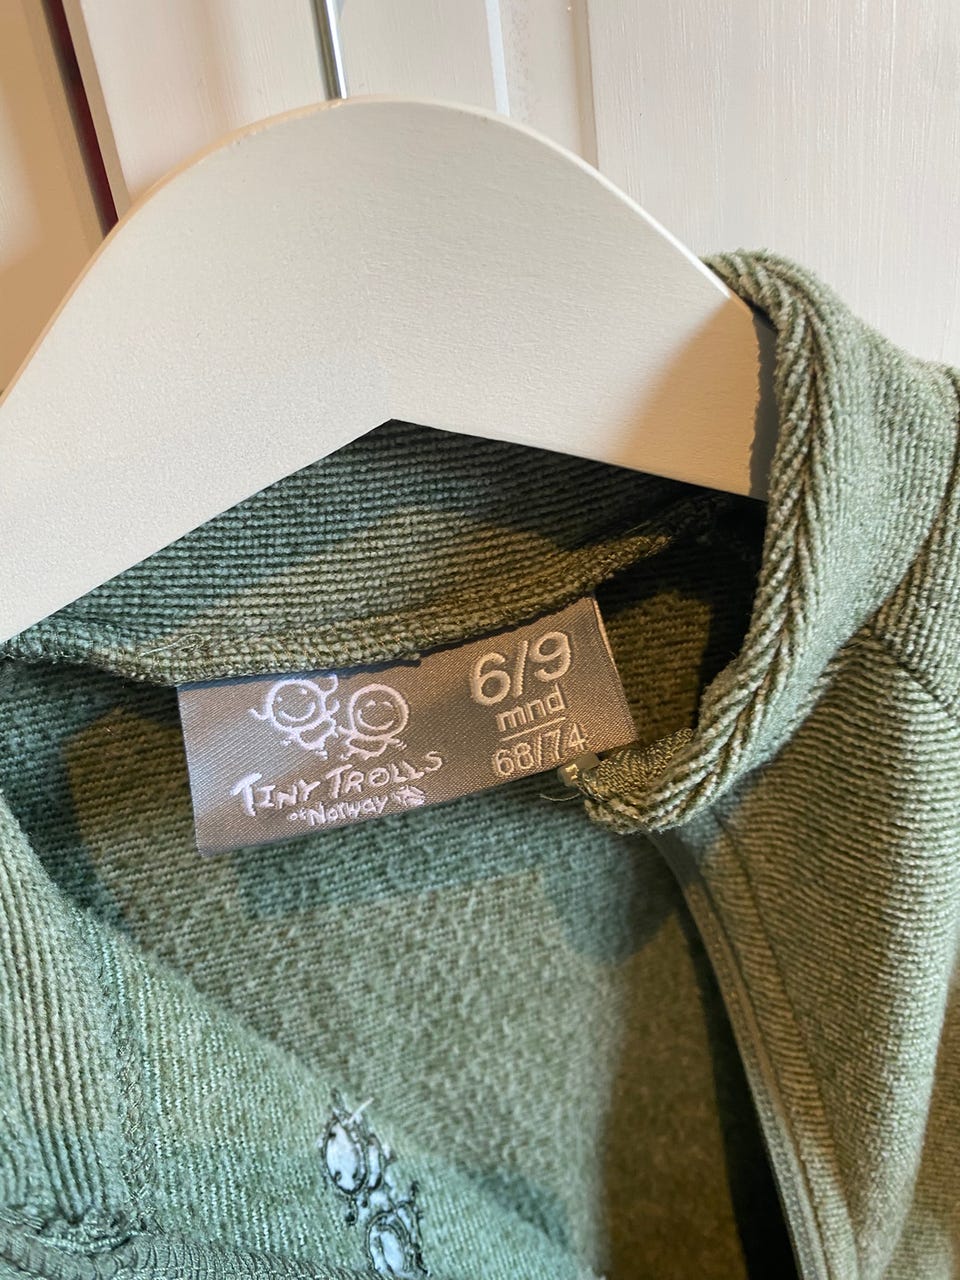 6/9
mnd
68/74
TINY TROLLS
of Norway